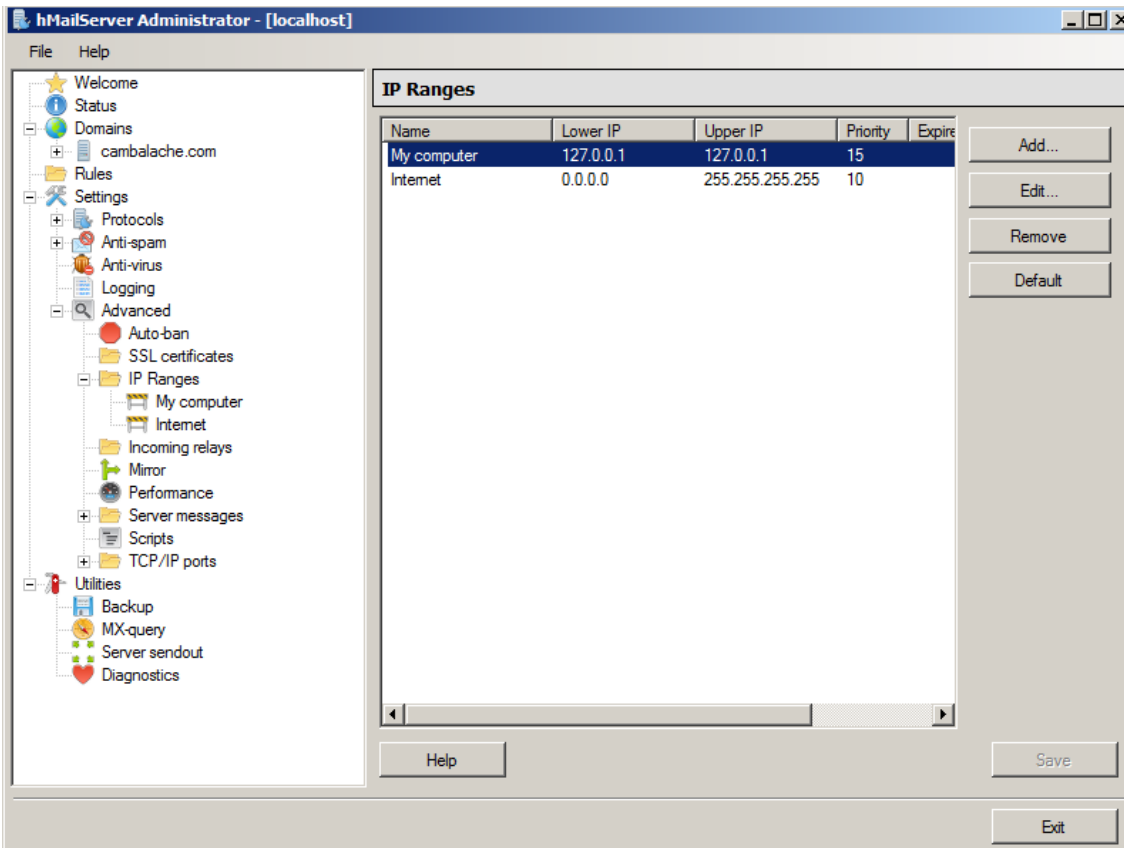 hMailServer Administrator - [localhost]
File Help
Welcome
Status
Domains
cambalache.com
Rules
Settings
Protocols
Anti-spam
Anti-virus
Logging
Advanced
Auto-ban
SSL certificates
IP Ranges
My computer
Internet
Incoming relays
Mirror
Performance
Server messages
Scripts
TCP/IP ports
Utilities
Backup
MX-query
Server sendout
Diagnostics
IP Ranges
Name Lower IP Upper IP Priority Expire
My computer 127.0.0.1 127.0.0.1 15
Internet 0.0.0.0 255.255.255.255 10
Add...
Edit...
Remove
Default
Help
Save
Exit